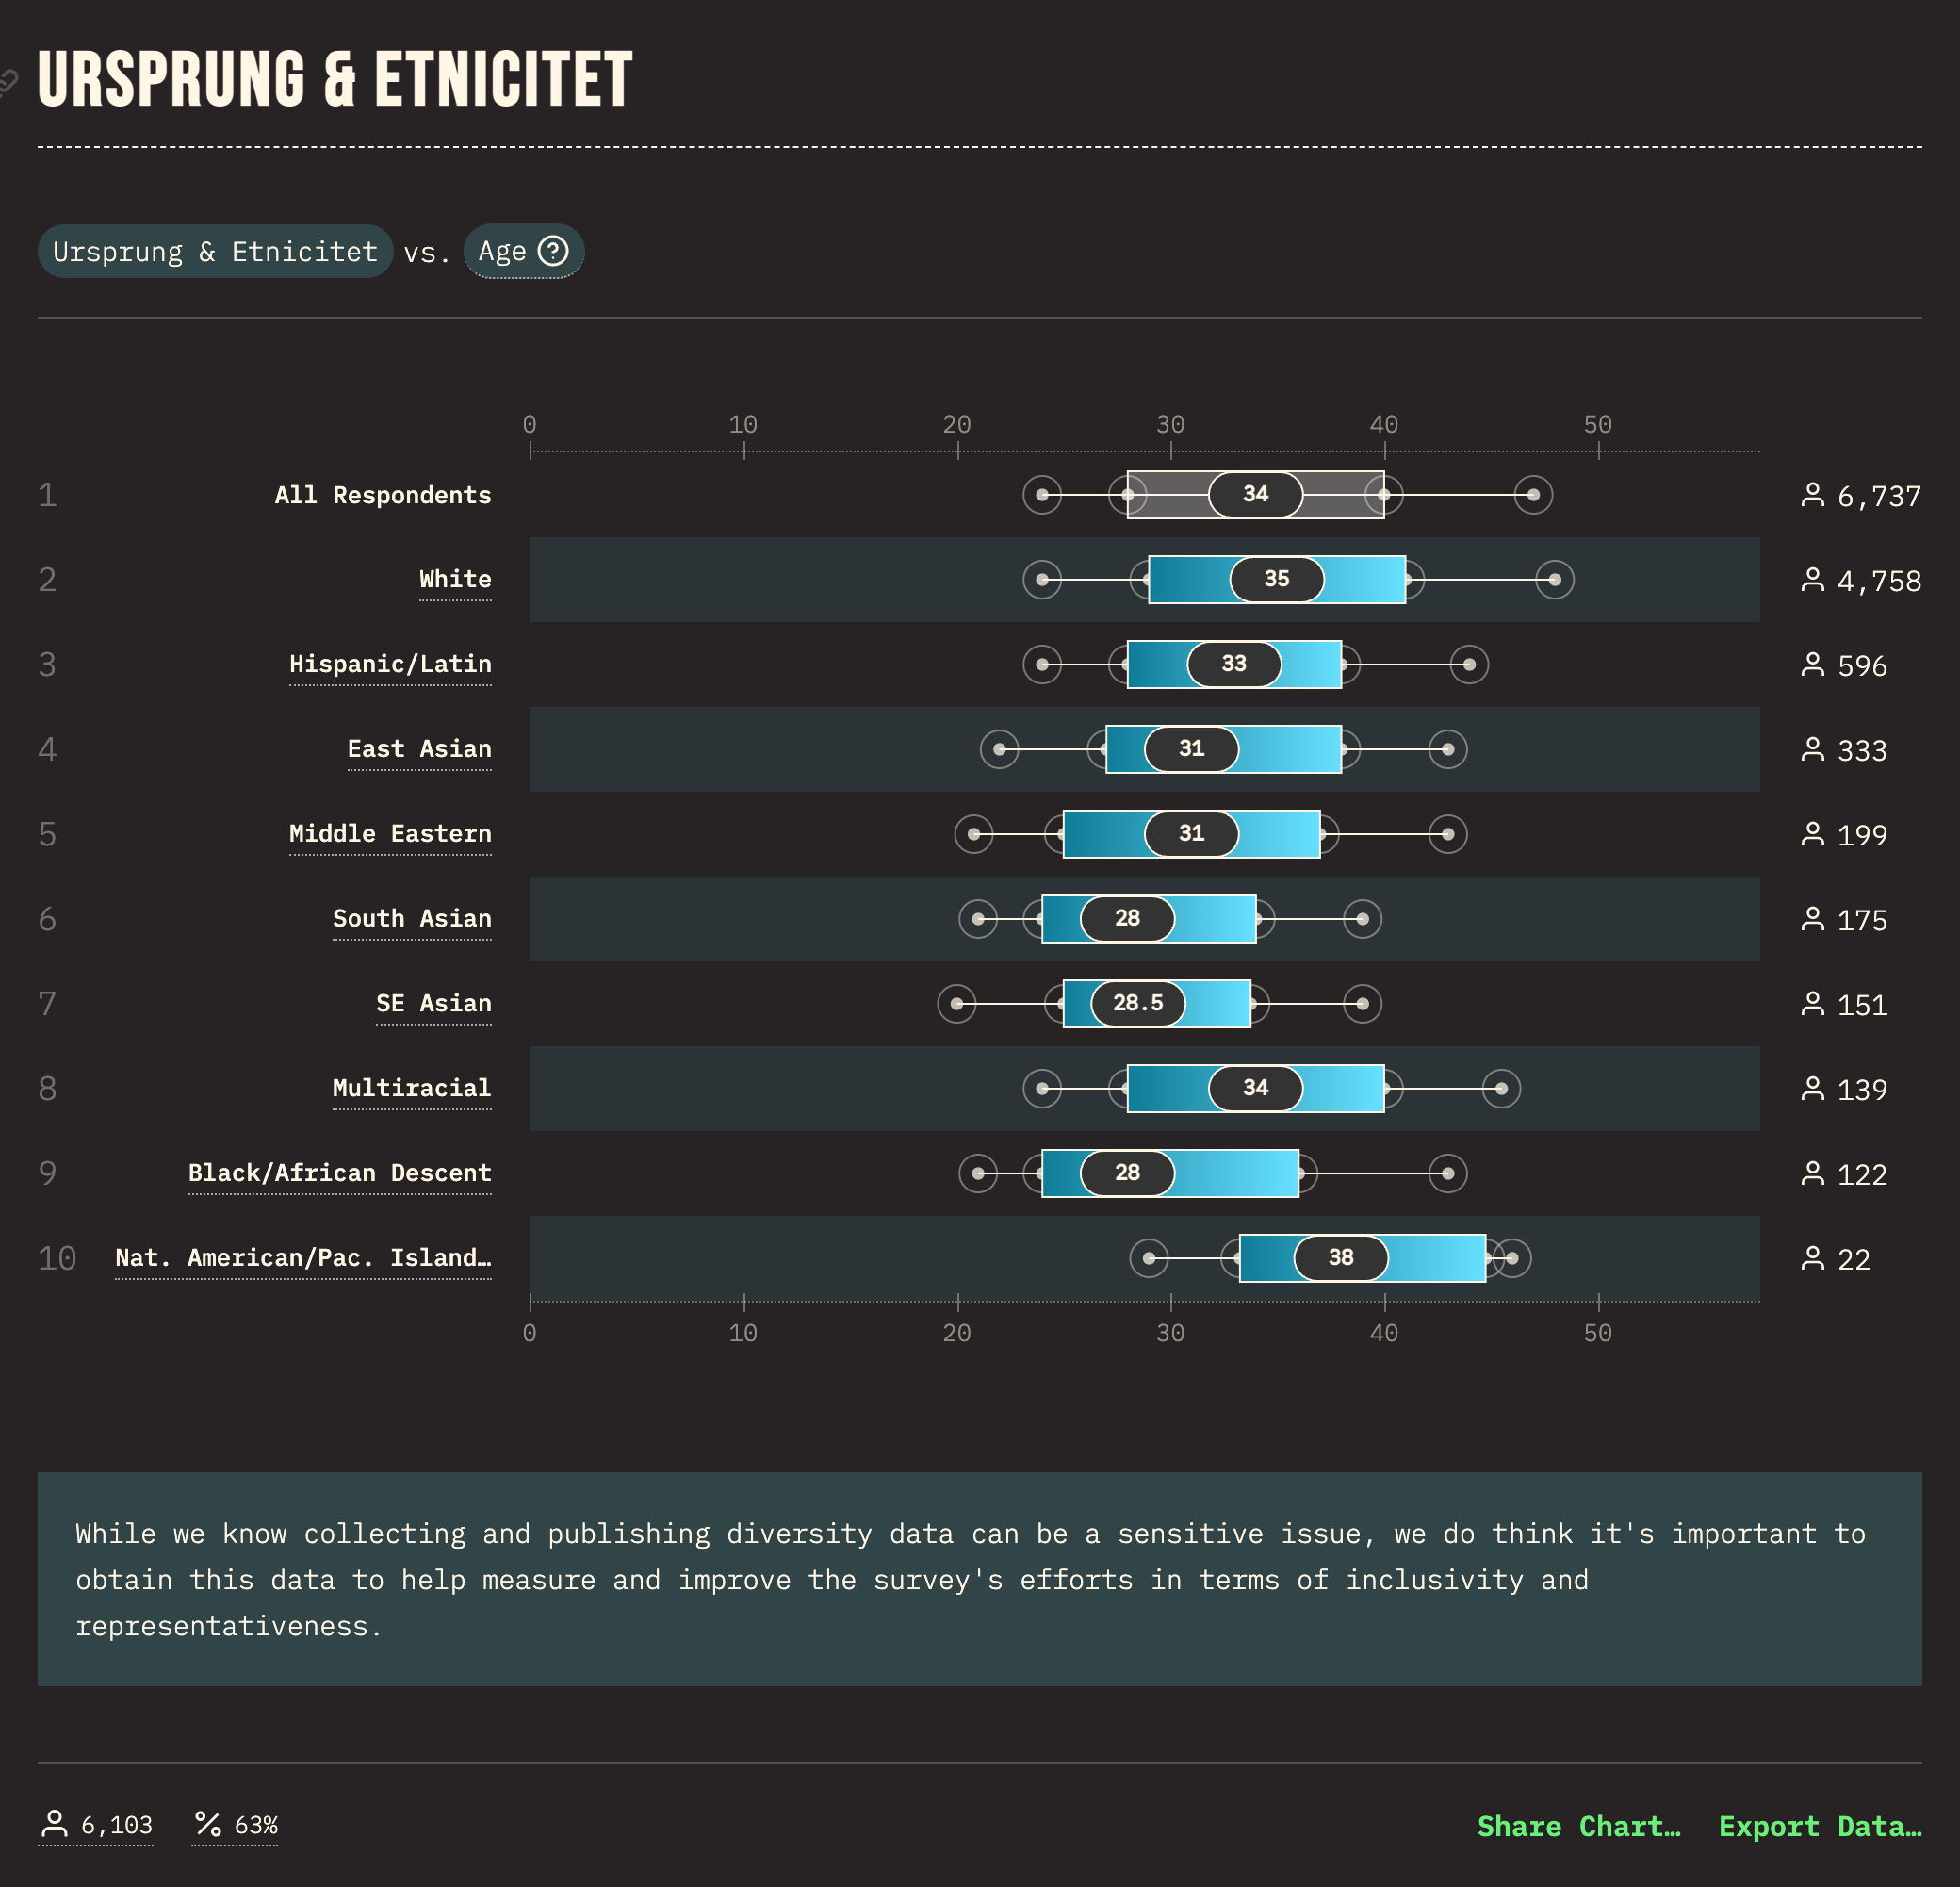 URSPRUNG & ETNICITET
Ursprung & Etnicitet vs. Age
0 10 20 30 40 50
1 All Respondents 34 6,737
2 White 35 4,758
3 Hispanic/Latin 33 596
4 East Asian 31 333
5 Middle Eastern 31 199
6 South Asian 28 175
7 SE Asian 28.5 151
8 Multiracial 34 139
9 Black/African Descent 28 122
10 Nat. American/Pac. Island… 38 22
0 10 20 30 40 50
While we know collecting and publishing diversity data can be a sensitive issue, we do think it's important to
obtain this data to help measure and improve the survey's efforts in terms of inclusivity and
representativeness.
6,103 % 63% Share Chart… Export Data…